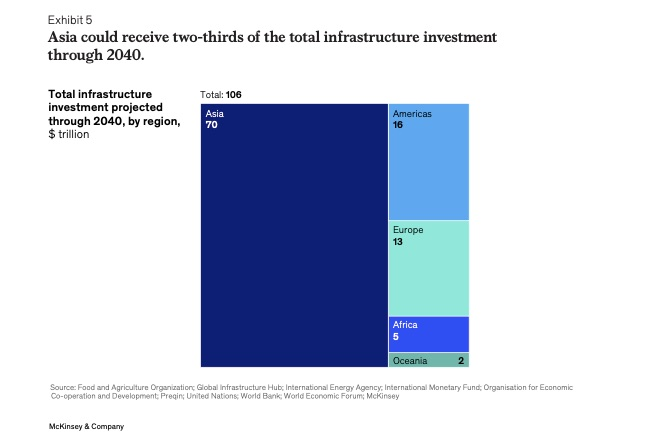 Exhibit 5
Asia could receive two-thirds of the total infrastructure investment
through 2040.
Total infrastructure
investment projected
through 2040, by region,
$ trillion
Total: 106
Asia
70
Americas
16
Europe
13
Africa
5
Oceania 2
Source: Food and Agriculture Organization; Global Infrastructure Hub; International Energy Agency; International Monetary Fund; Organisation for Economic
Co-operation and Development; Preqin; United Nations; World Bank; World Economic Forum; McKinsey
McKinsey & Company